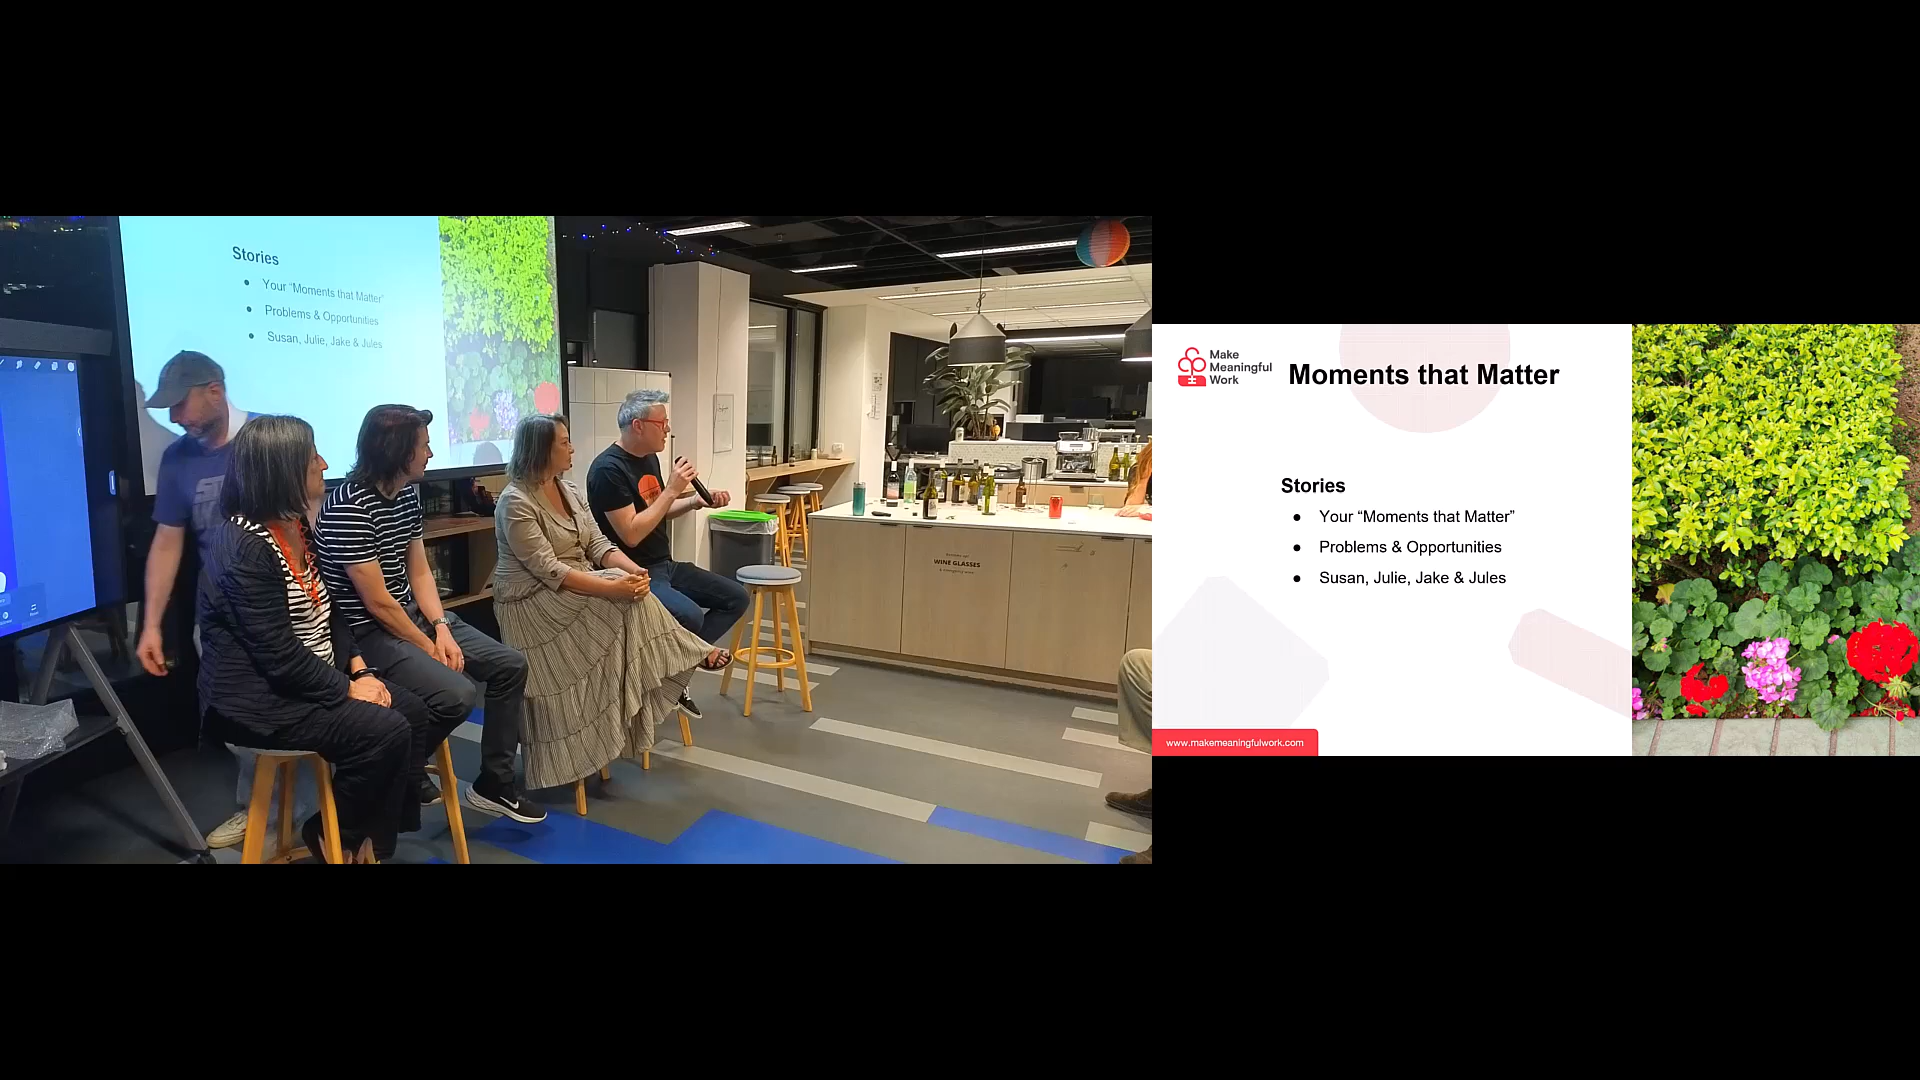 Stories
● Your "Moments that Matter"
● Problems & Opportunities
● Susan, Julie, Jake & Jules
WINE GLASSES
Make
Meaningful
Work
Moments that Matter
Stories
● Your “Moments that Matter”
● Problems & Opportunities
● Susan, Julie, Jake & Jules
www.makemeaningfulwork.com